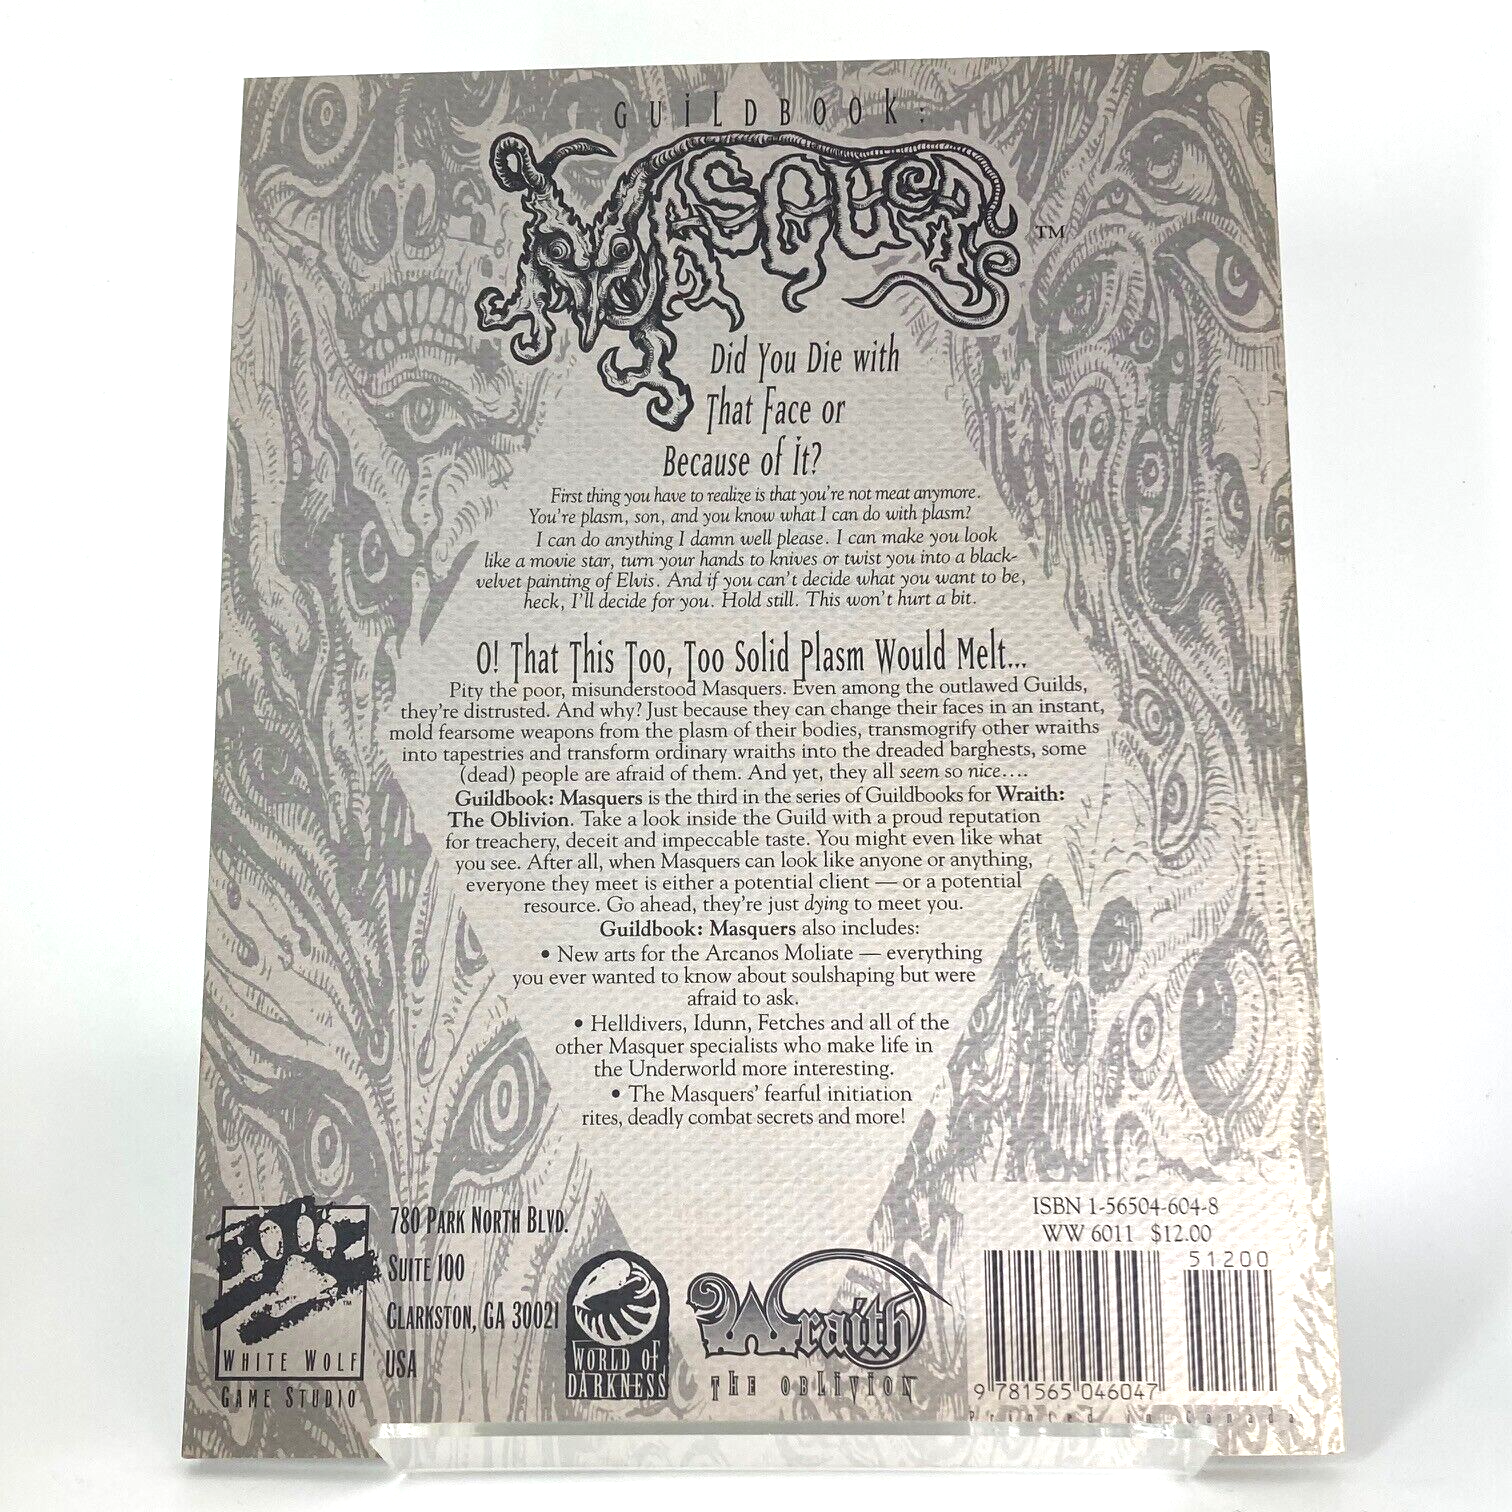 GUILDBOOK:
MASQUERS
TM
Did You Die with
That Face or
Because of it?
First thing you have to realize is that you're not meat anymore.
You're plasm, son, and you know what I can do with plasm?
I can do anything I damn well please. I can make you look
like a movie star, turn your hands to knives or twist you into a black-
velvet painting of Elvis. And if you can't decide what you want to be,
heck, I'll decide for you. Hold still. This won't hurt a bit.
O! That This Too, Too Solid Plasm Would Melt...
Pity the poor, misunderstood Masquers. Even among the outlawed Guilds,
they're distrusted. And why? Just because they can change their faces in an instant,
mold fearsome weapons from the plasm of their bodies, transmogrify other wraiths
into tapestries and transform ordinary wraiths into the dreaded barghests, some
(dead) people are afraid of them. And yet, they all seem so nice....
Guildbook: Masquers is the third in the series of Guildbooks for Wraith:
The Oblivion. Take a look inside the Guild with a proud reputation
for treachery, deceit and impeccable taste. You might even like what
you see. After all, when Masquers can look like anyone or anything,
everyone they meet is either a potential client — or a potential
resource. Go ahead, they're just dying to meet you.
Guildbook: Masquers also includes:
• New arts for the Arcanos Moliate — everything
you ever wanted to know about soulshaping but were
afraid to ask.
• Helldivers, Idunn, Fetches and all of the
other Masquer specialists who make life in
the Underworld more interesting.
• The Masquers' fearful initiation
rites, deadly combat secrets and more!
WHITE WOLF
GAME STUDIO
780 PARK NORTH BLVD.
SUITE 100
CLARKSTON, GA 30021
USA
WORLD OF
DARKNESS
Wraith
THE OBLIVION
ISBN 1-56504-604-8
WW 6011 $12.00
51200
9 781565 046047
Printed in Canada